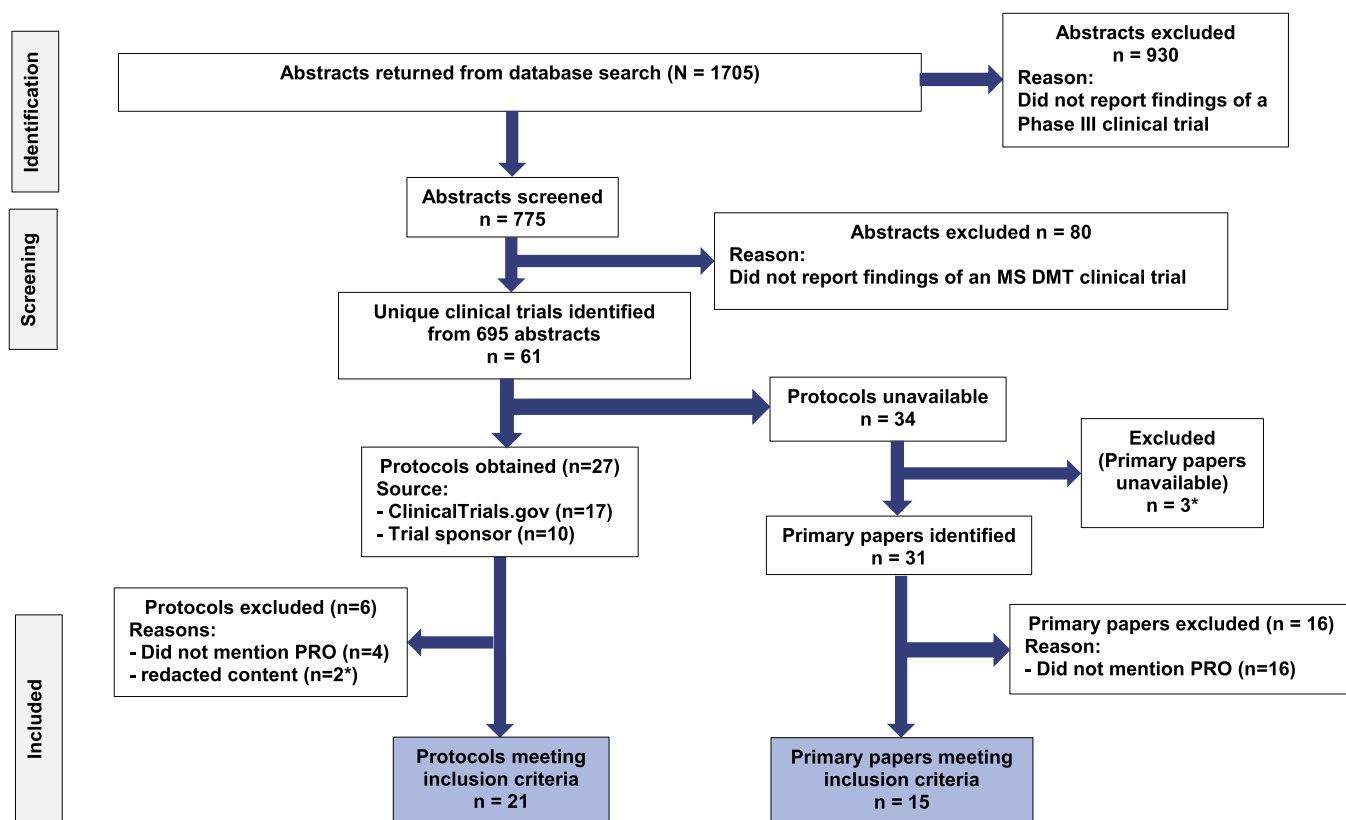 Identification
Abstracts returned from database search (N = 1705)
Abstracts excluded
n = 930
Reason:
Did not report findings of a
Phase III clinical trial
Screening
Abstracts screened
n = 775
Abstracts excluded n = 80
Reason:
Did not report findings of an MS DMT clinical trial
Unique clinical trials identified
from 695 abstracts
n = 61
Protocols unavailable
n = 34
Excluded
(Primary papers
unavailable)
n = 3*
Protocols obtained (n=27)
Source:
- ClinicalTrials.gov (n=17)
- Trial sponsor (n=10)
Primary papers identified
n = 31
Included
Protocols excluded (n=6)
Reasons:
- Did not mention PRO (n=4)
- redacted content (n=2*)
Primary papers excluded (n = 16)
Reason:
- Did not mention PRO (n=16)
Protocols meeting
inclusion criteria
n = 21
Primary papers meeting
inclusion criteria
n = 15